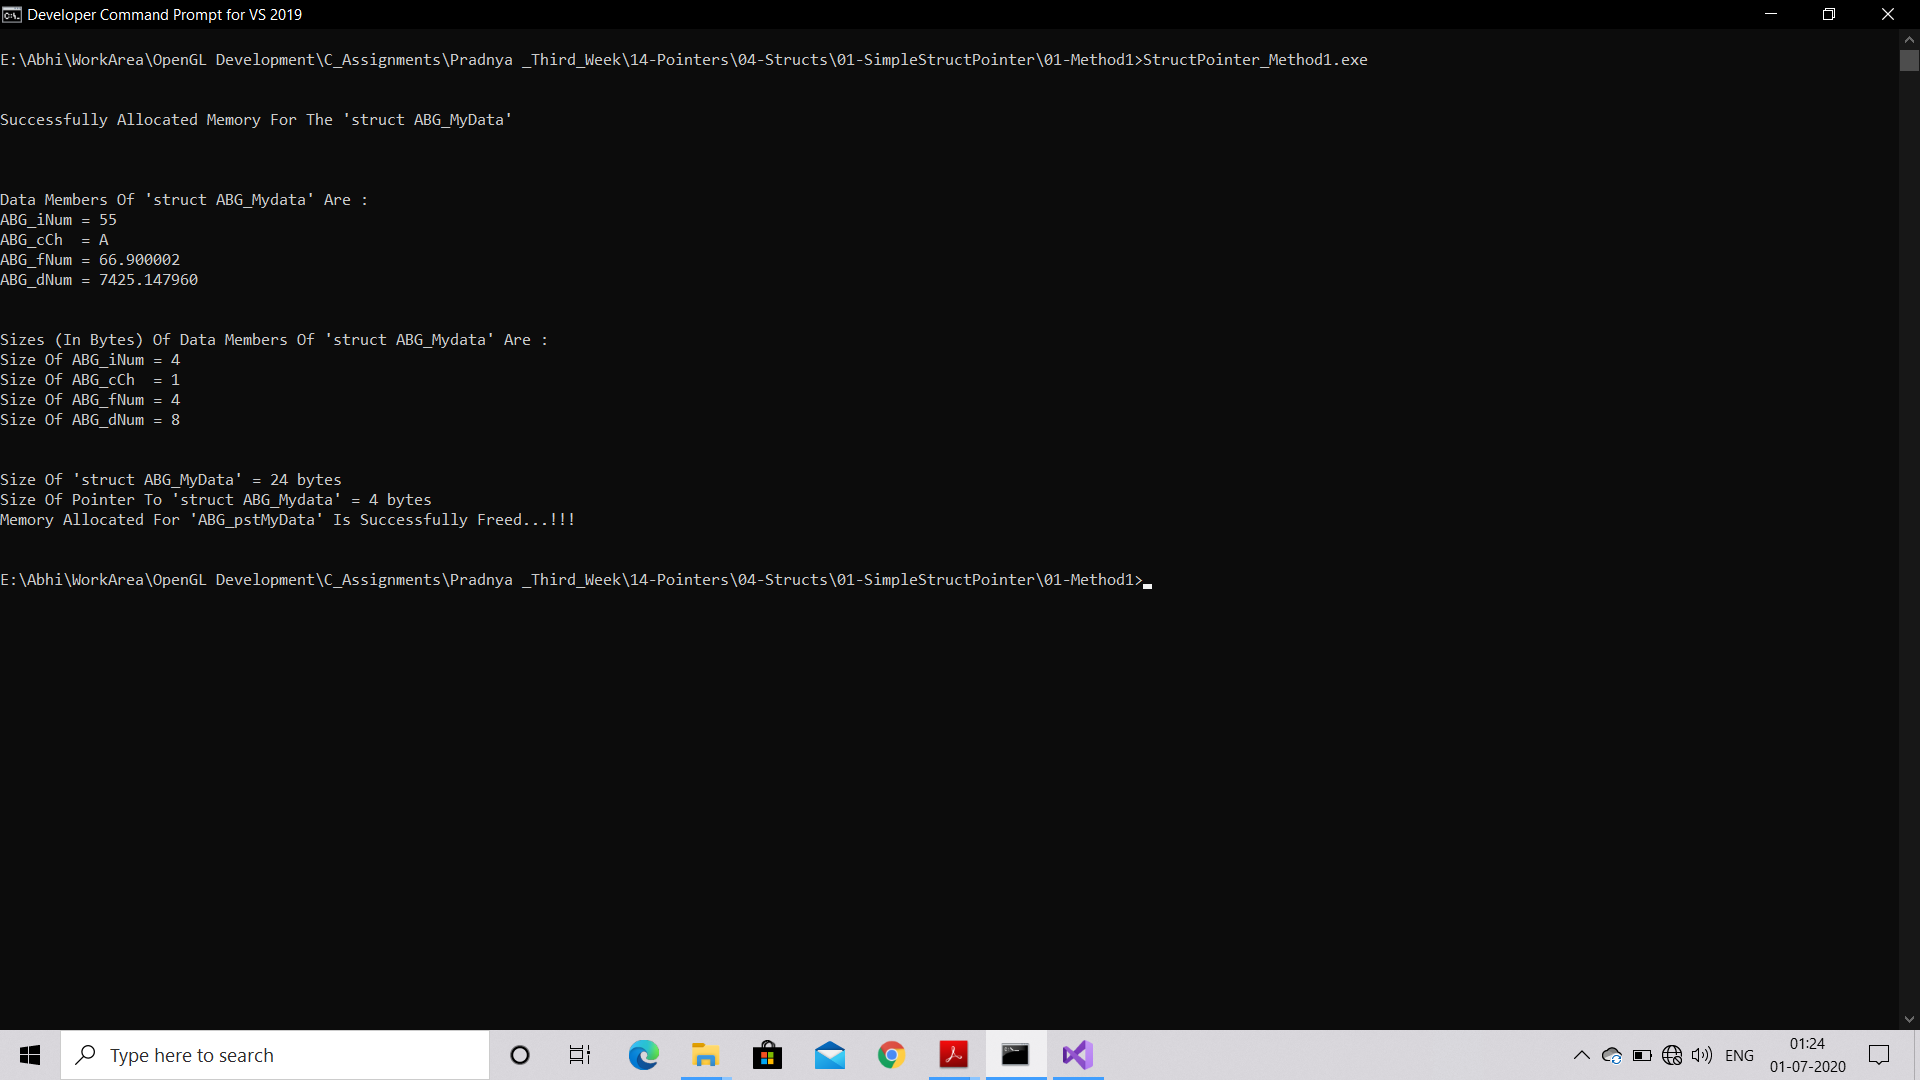 Developer Command Prompt for VS 2019
E:\Abhi\WorkArea\OpenGL Development\C_Assignments\Pradnya _Third_Week\14-Pointers\04-Structs\01-SimpleStructPointer\01-Method1>StructPointer_Method1.exe
Successfully Allocated Memory For The 'struct ABG_MyData'
Data Members Of 'struct ABG_Mydata' Are :
ABG_iNum = 55
ABG_cCh  = A
ABG_fNum = 66.900002
ABG_dNum = 7425.147960
Sizes (In Bytes) Of Data Members Of 'struct ABG_Mydata' Are :
Size Of ABG_iNum = 4
Size Of ABG_cCh  = 1
Size Of ABG_fNum = 4
Size Of ABG_dNum = 8
Size Of 'struct ABG_MyData' = 24 bytes
Size Of Pointer To 'struct ABG_Mydata' = 4 bytes
Memory Allocated For 'ABG_pstMyData' Is Successfully Freed...!!!
E:\Abhi\WorkArea\OpenGL Development\C_Assignments\Pradnya _Third_Week\14-Pointers\04-Structs\01-SimpleStructPointer\01-Method1>
Type here to search
ENG
01:24
01-07-2020